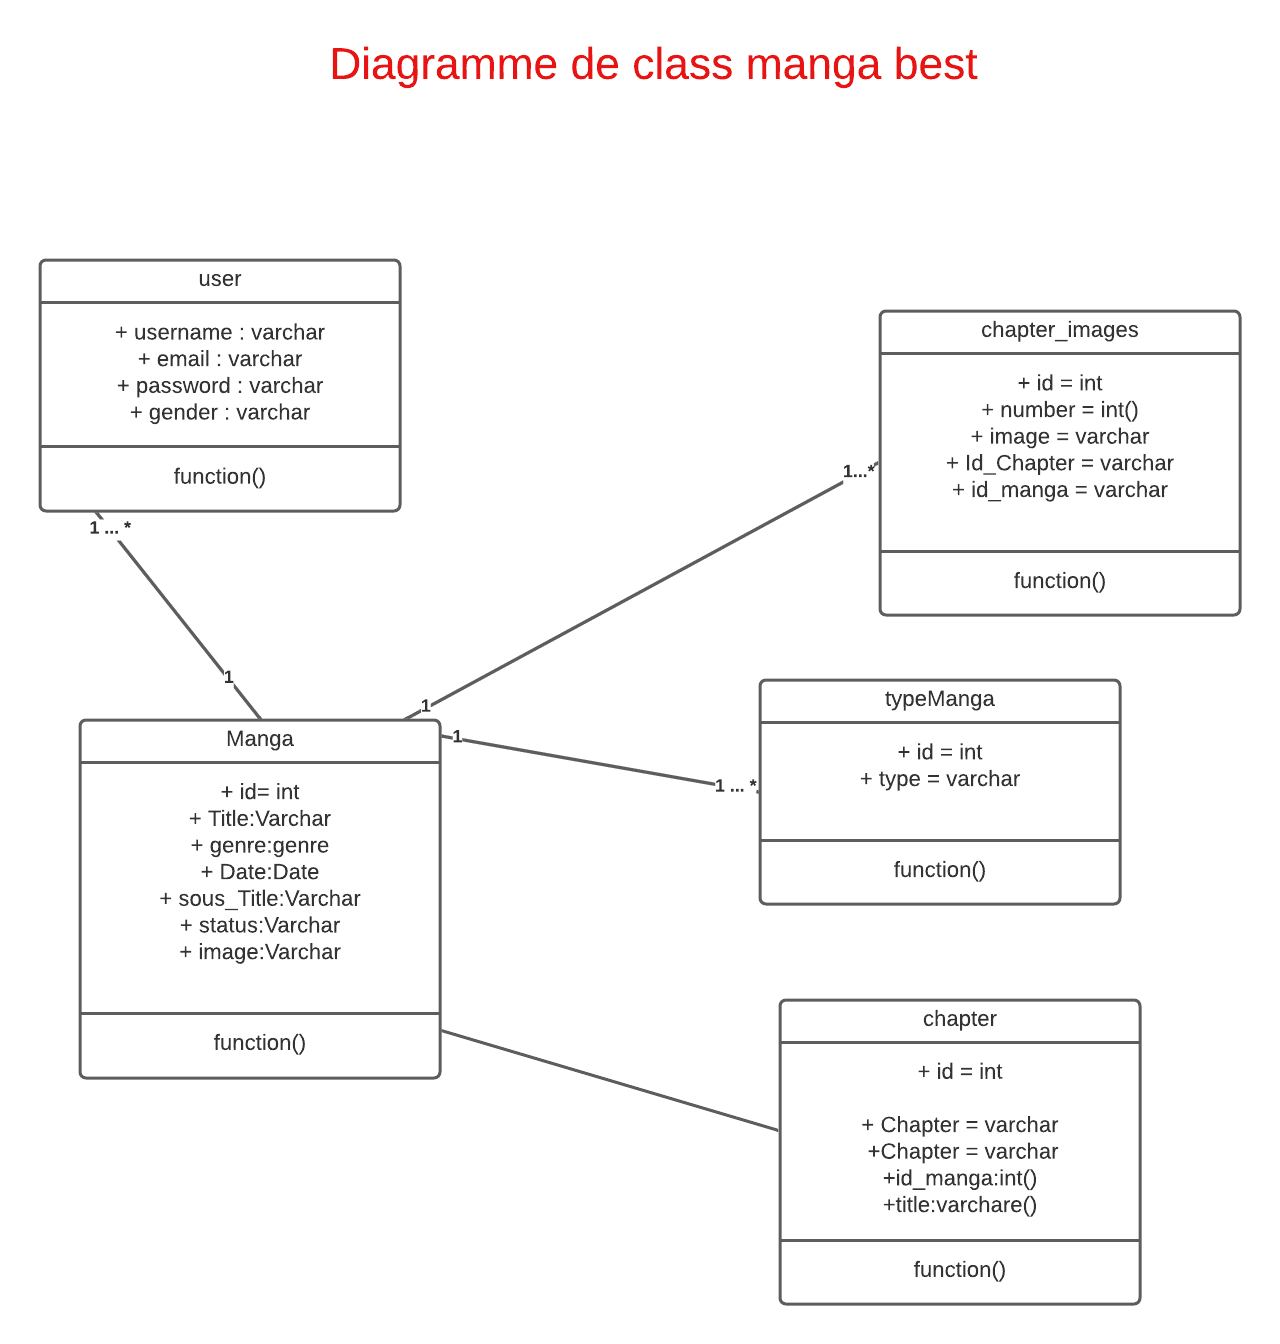 Diagramme de class manga best
user
+ username : varchar
+ email : varchar
+ password : varchar
+ gender : varchar
function()
1 ... *
1
chapter_images
+ id = int
+ number = int()
+ image = varchar
+ Id_Chapter = varchar
+ id_manga = varchar
function()
1...*
1
Manga
+ id= int
+ Title:Varchar
+ genre:genre
+ Date:Date
+ sous_Title:Varchar
+ status:Varchar
+ image:Varchar
function()
1
1 ... *
typeManga
+ id = int
+ type = varchar
function()
chapter
+ id = int
+ Chapter = varchar
+Chapter = varchar
+id_manga:int()
+title:varchare()
function()